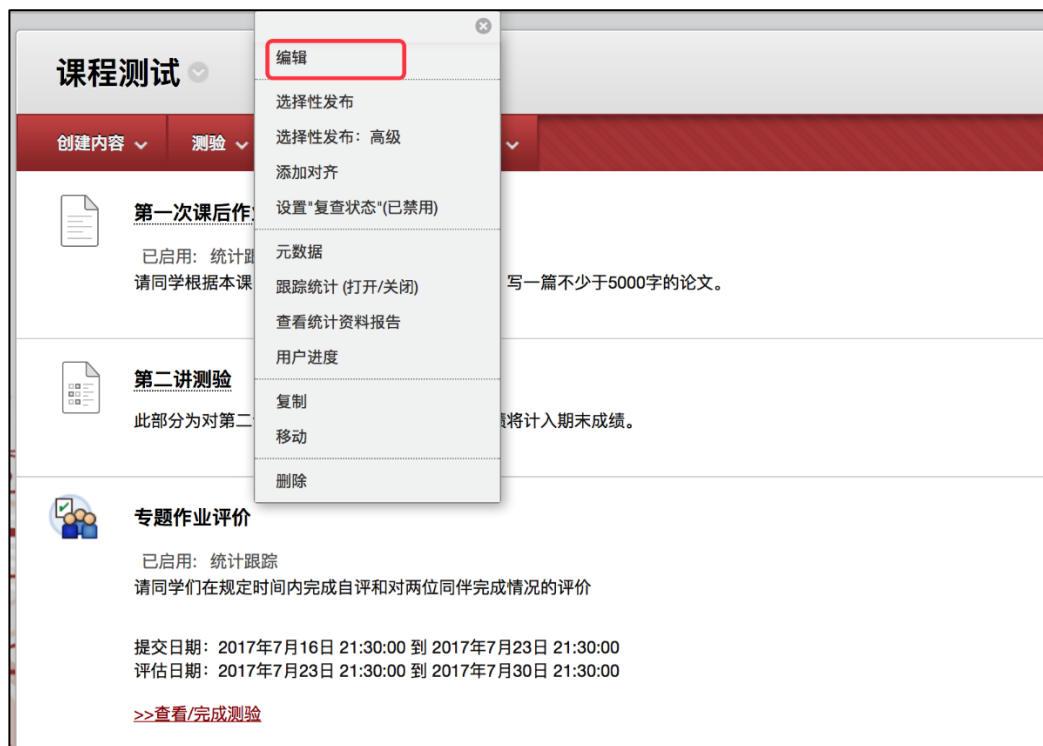 编辑
课程测试
选择性发布
选择性发布：高级
创建内容 测验
添加对齐
设置"复查状态"(已禁用)
第一次课后作
元数据
已启用: 统计跟
跟踪统计 (打开/关闭)
请同学根据本课 写一篇不少于5000字的论文。
查看统计资料报告
用户进度
第二讲测验
复制
此部分为对第二 将计入期末成绩。
移动
删除
专题作业评价
已启用: 统计跟踪
请同学们在规定时间内完成自评和对两位同伴完成情况的评价
提交日期：2017年7月16日 21:30:00 到 2017年7月23日 21:30:00
评估日期：2017年7月23日 21:30:00 到 2017年7月30日 21:30:00
>>查看/完成测验